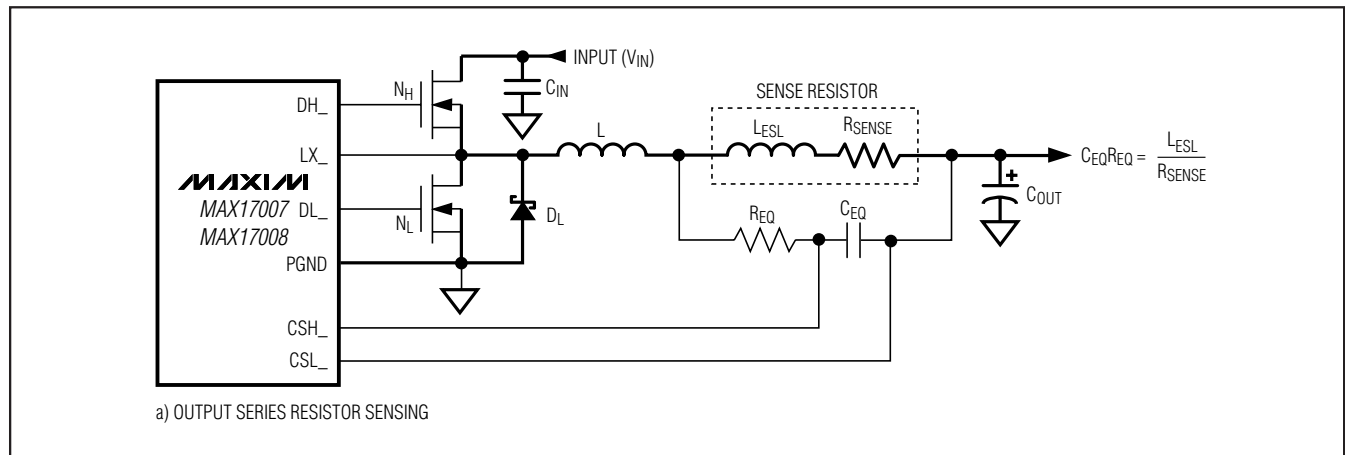 INPUT (VIN)
CIN
NH
DH_
SENSE RESISTOR
L
LESL
RSENSE
LX_
CEQREQ = LESL
RSENSE
COUT
+
MAXIM
MAX17007
MAX17008
DL_
NL
DL
REQ
CEQ
PGND
CSH_
CSL_
a) OUTPUT SERIES RESISTOR SENSING